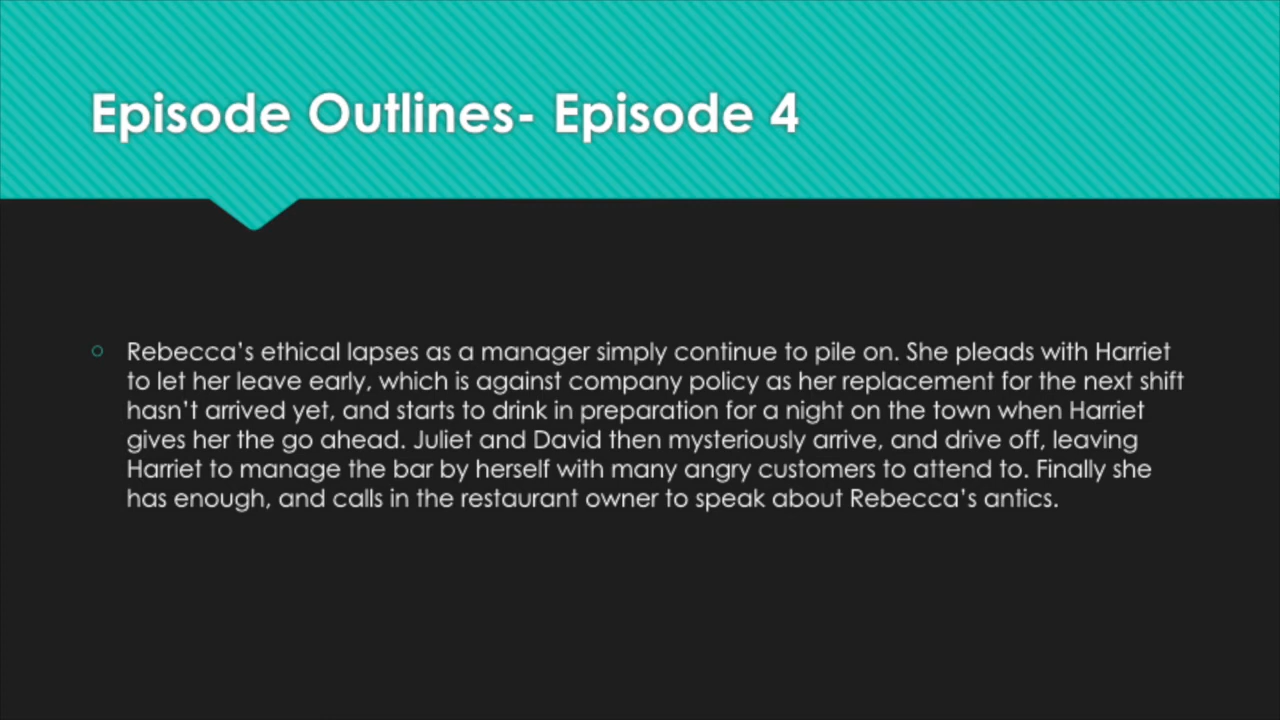 Episode Outlines- Episode 4
Rebecca’s ethical lapses as a manager simply continue to pile on. She pleads with Harriet
to let her leave early, which is against company policy as her replacement for the next shift
hasn’t arrived yet, and starts to drink in preparation for a night on the town when Harriet
gives her the go ahead. Juliet and David then mysteriously arrive, and drive off, leaving
Harriet to manage the bar by herself with many angry customers to attend to. Finally she
has enough, and calls in the restaurant owner to speak about Rebecca’s antics.